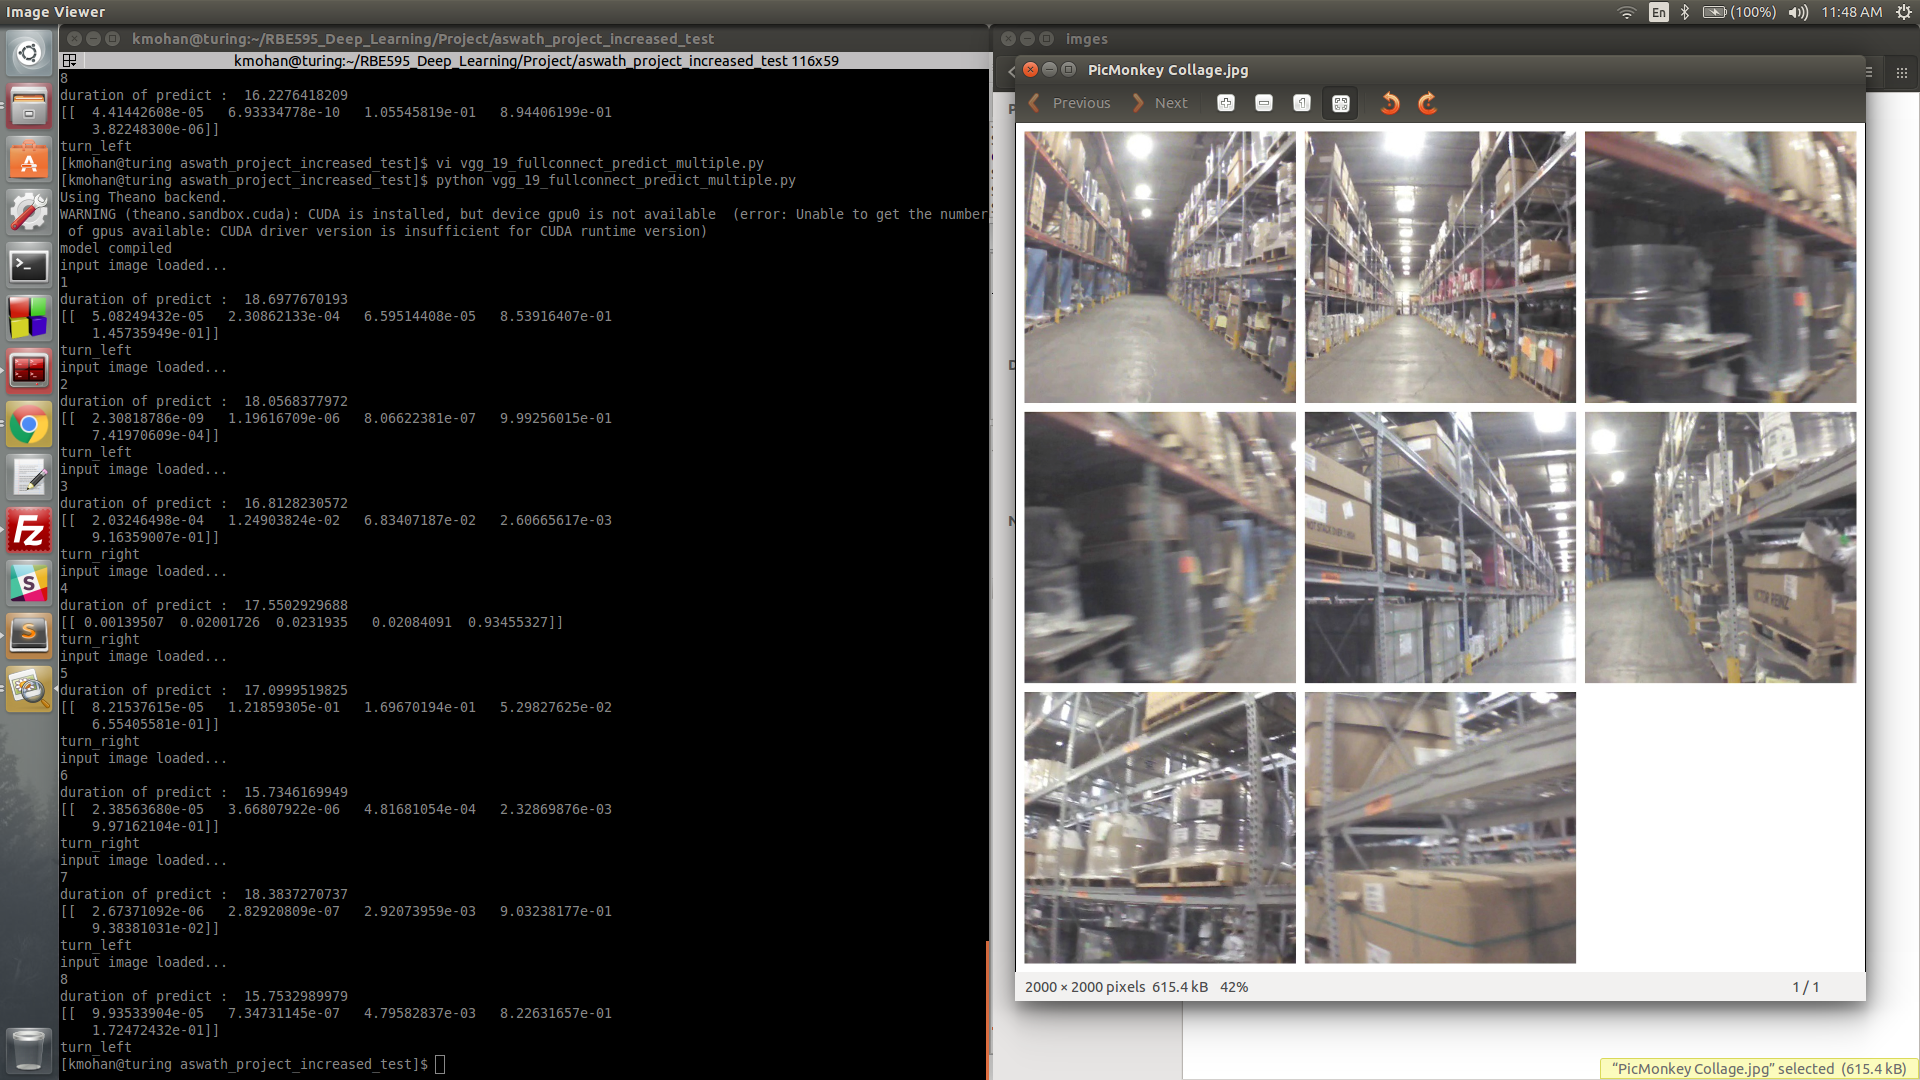 Image Viewer
En
(100%)
11:48 AM
kmohan@turing:~/RBE595_Deep_Learning/Project/aswath_project_increased_test
kmohan@turing:~/RBE595_Deep_Learning/Project/aswath_project_increased_test 116x59
8
duration of predict :  16.2276418209
[[  4.41442608e-05   6.93334778e-10   1.05545819e-01   8.94406199e-01
    3.82248300e-06]]
turn_left
[kmohan@turing aswath_project_increased_test]$ vi vgg_19_fullconnect_predict_multiple.py
[kmohan@turing aswath_project_increased_test]$ python vgg_19_fullconnect_predict_multiple.py
Using Theano backend.
WARNING (theano.sandbox.cuda): CUDA is installed, but device gpu0 is not available  (error: Unable to get the number
 of gpus available: CUDA driver version is insufficient for CUDA runtime version)
model compiled
input image loaded...
1
duration of predict :  18.6977670193
[[  5.08249432e-05   2.30862133e-04   6.59514408e-05   8.53916407e-01
    1.45735949e-01]]
turn_left
input image loaded...
2
duration of predict :  18.0568377972
[[  2.30818786e-09   1.19616709e-06   8.06622381e-07   9.99256015e-01
    7.41970609e-04]]
turn_left
input image loaded...
3
duration of predict :  16.8128230572
[[  2.03246498e-04   1.24903824e-02   6.83407187e-02   2.60665617e-03
    9.16359007e-01]]
turn_right
input image loaded...
4
duration of predict :  17.5502929688
[[ 0.00139507  0.02001726  0.0231935   0.02084091  0.93455327]]
turn_right
input image loaded...
5
duration of predict :  17.0999519825
[[  8.21537615e-05   1.21859305e-01   1.69670194e-01   5.29827625e-02
    6.55405581e-01]]
turn_right
input image loaded...
6
duration of predict :  15.7346169949
[[  2.38563680e-05   3.66807922e-06   4.81681054e-04   2.32869876e-03
    9.97162104e-01]]
turn_right
input image loaded...
7
duration of predict :  18.3837270737
[[  2.67371092e-06   2.82920809e-07   2.92073959e-03   9.03238177e-01
    9.38381031e-02]]
turn_left
input image loaded...
8
duration of predict :  15.7532989979
[[  9.93533904e-05   7.34731145e-07   4.79582837e-03   8.22631657e-01
    1.72472432e-01]]
turn_left
[kmohan@turing aswath_project_increased_test]$
imges
PicMonkey Collage.jpg
Previous
Next
2000 × 2000 pixels  615.4 kB  42%
1 / 1
“PicMonkey Collage.jpg” selected  (615.4 kB)